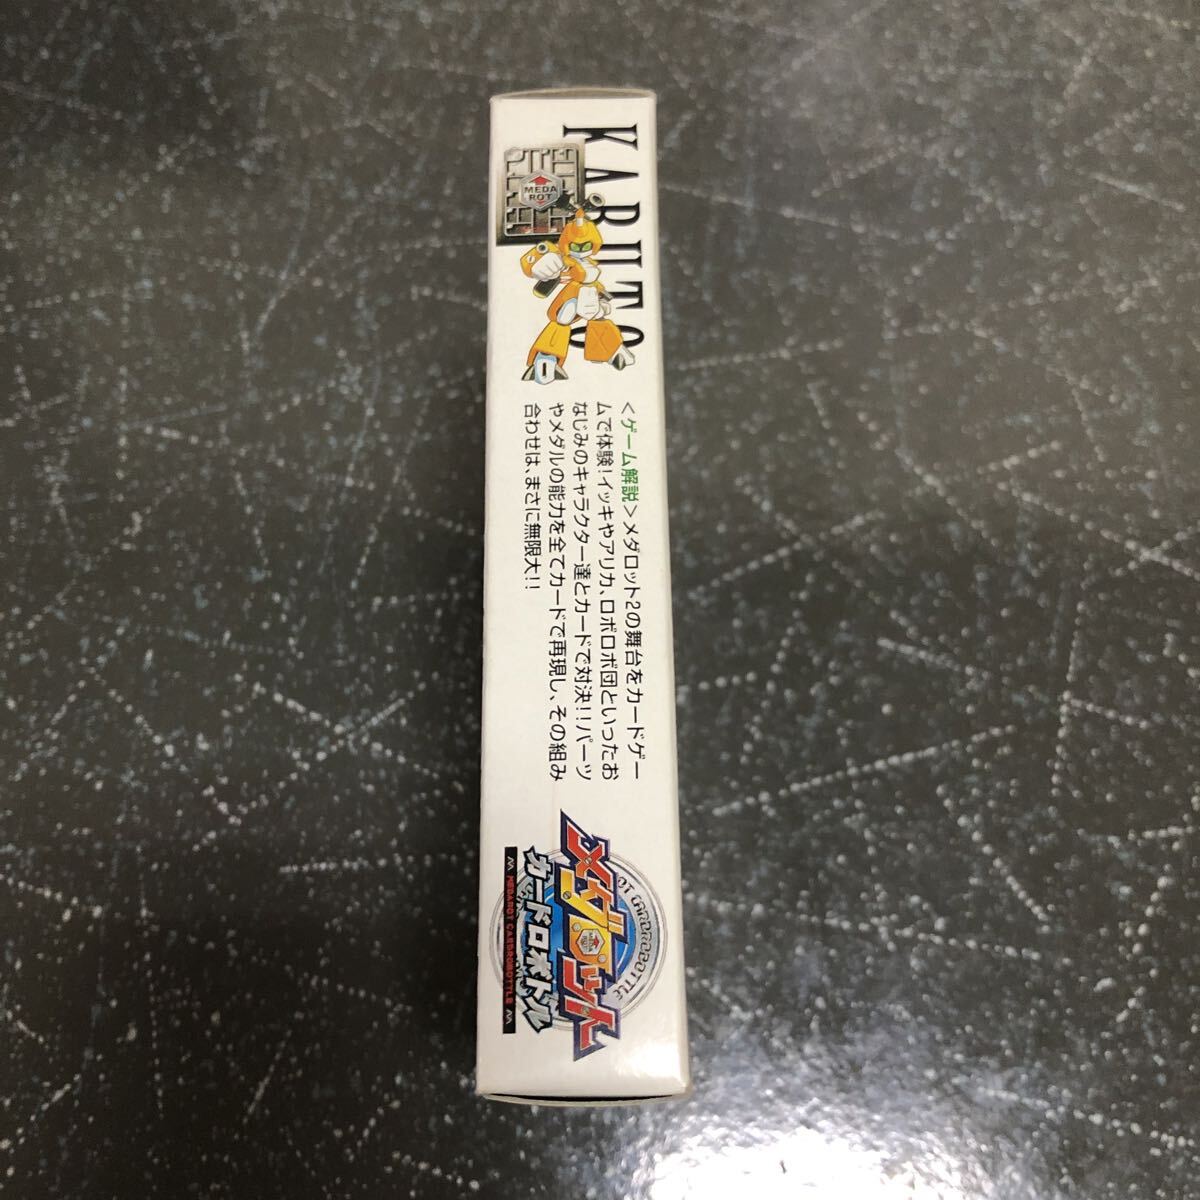 KABUTO
MEDA
ROT
<ゲーム解説>メダロット2の舞台をカードゲー
ムで体験!イッキやアリカ、ロボロボ団といったお
なじみのキャラクター達とカードで対決!!パーツ
やメダルの能力を全てカードで再現し、その組み
合わせは、まさに無限大!!
メダロット
カードロボトル
MEDAROT CARDROBOTTLE
OT CARDROBOTTLE